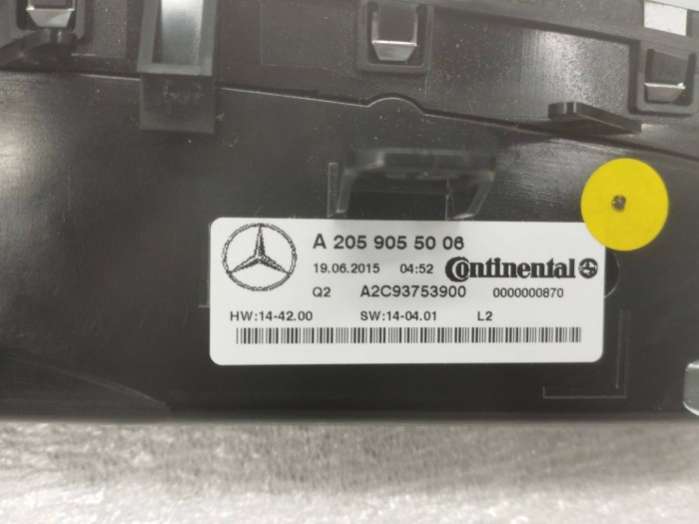 A 205 905 50 06
19.06.2015 04:52 Continental
Q2 A2C93753900 0000000870
HW:14-42.00 SW:14-04.01 L2